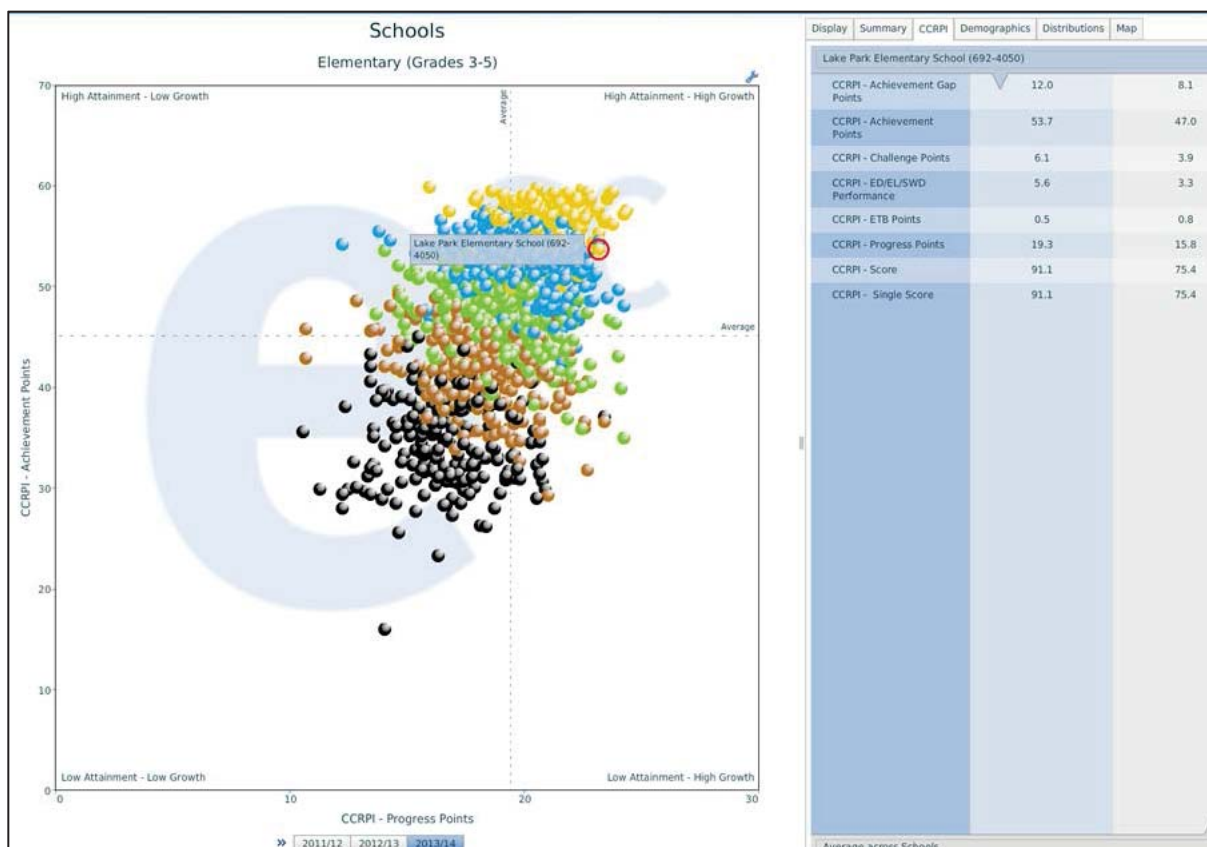 Schools
Elementary (Grades 3-5)
70
High Attainment - Low Growth
Average
High Attainment - High Growth
60
50
40
30
20
10
0
Lake Park Elementary School (692-
4050)
Average
CCRPI - Achievement Points
Low Attainment - Low Growth
Low Attainment - High Growth
0
10
20
30
CCRPI - Progress Points
» 2011/12 2012/13 2013/14
Display Summary CCRPI Demographics Distributions Map
Lake Park Elementary School (692-4050)
CCRPI - Achievement Gap 12.0 8.1
Points
CCRPI - Achievement 53.7 47.0
Points
CCRPI - Challenge Points 6.1 3.9
CCRPI - ED/EL/SWD 5.6 3.3
Performance
CCRPI - ETB Points 0.5 0.8
CCRPI - Progress Points 19.3 15.8
CCRPI - Score 91.1 75.4
CCRPI - Single Score 91.1 75.4
Average across Schools